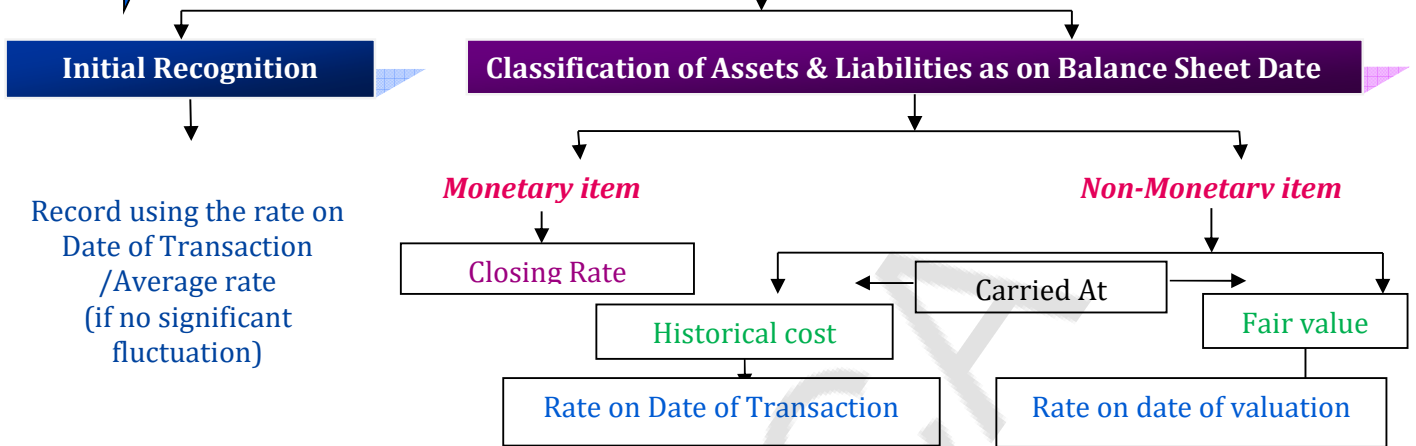 Initial Recognition
Classification of Assets & Liabilities as on Balance Sheet Date
Record using the rate on
Date of Transaction
/Average rate
(if no significant
fluctuation)
Monetary item
Non-Monetary item
Closing Rate
Carried At
Historical cost
Fair value
Rate on Date of Transaction
Rate on date of valuation